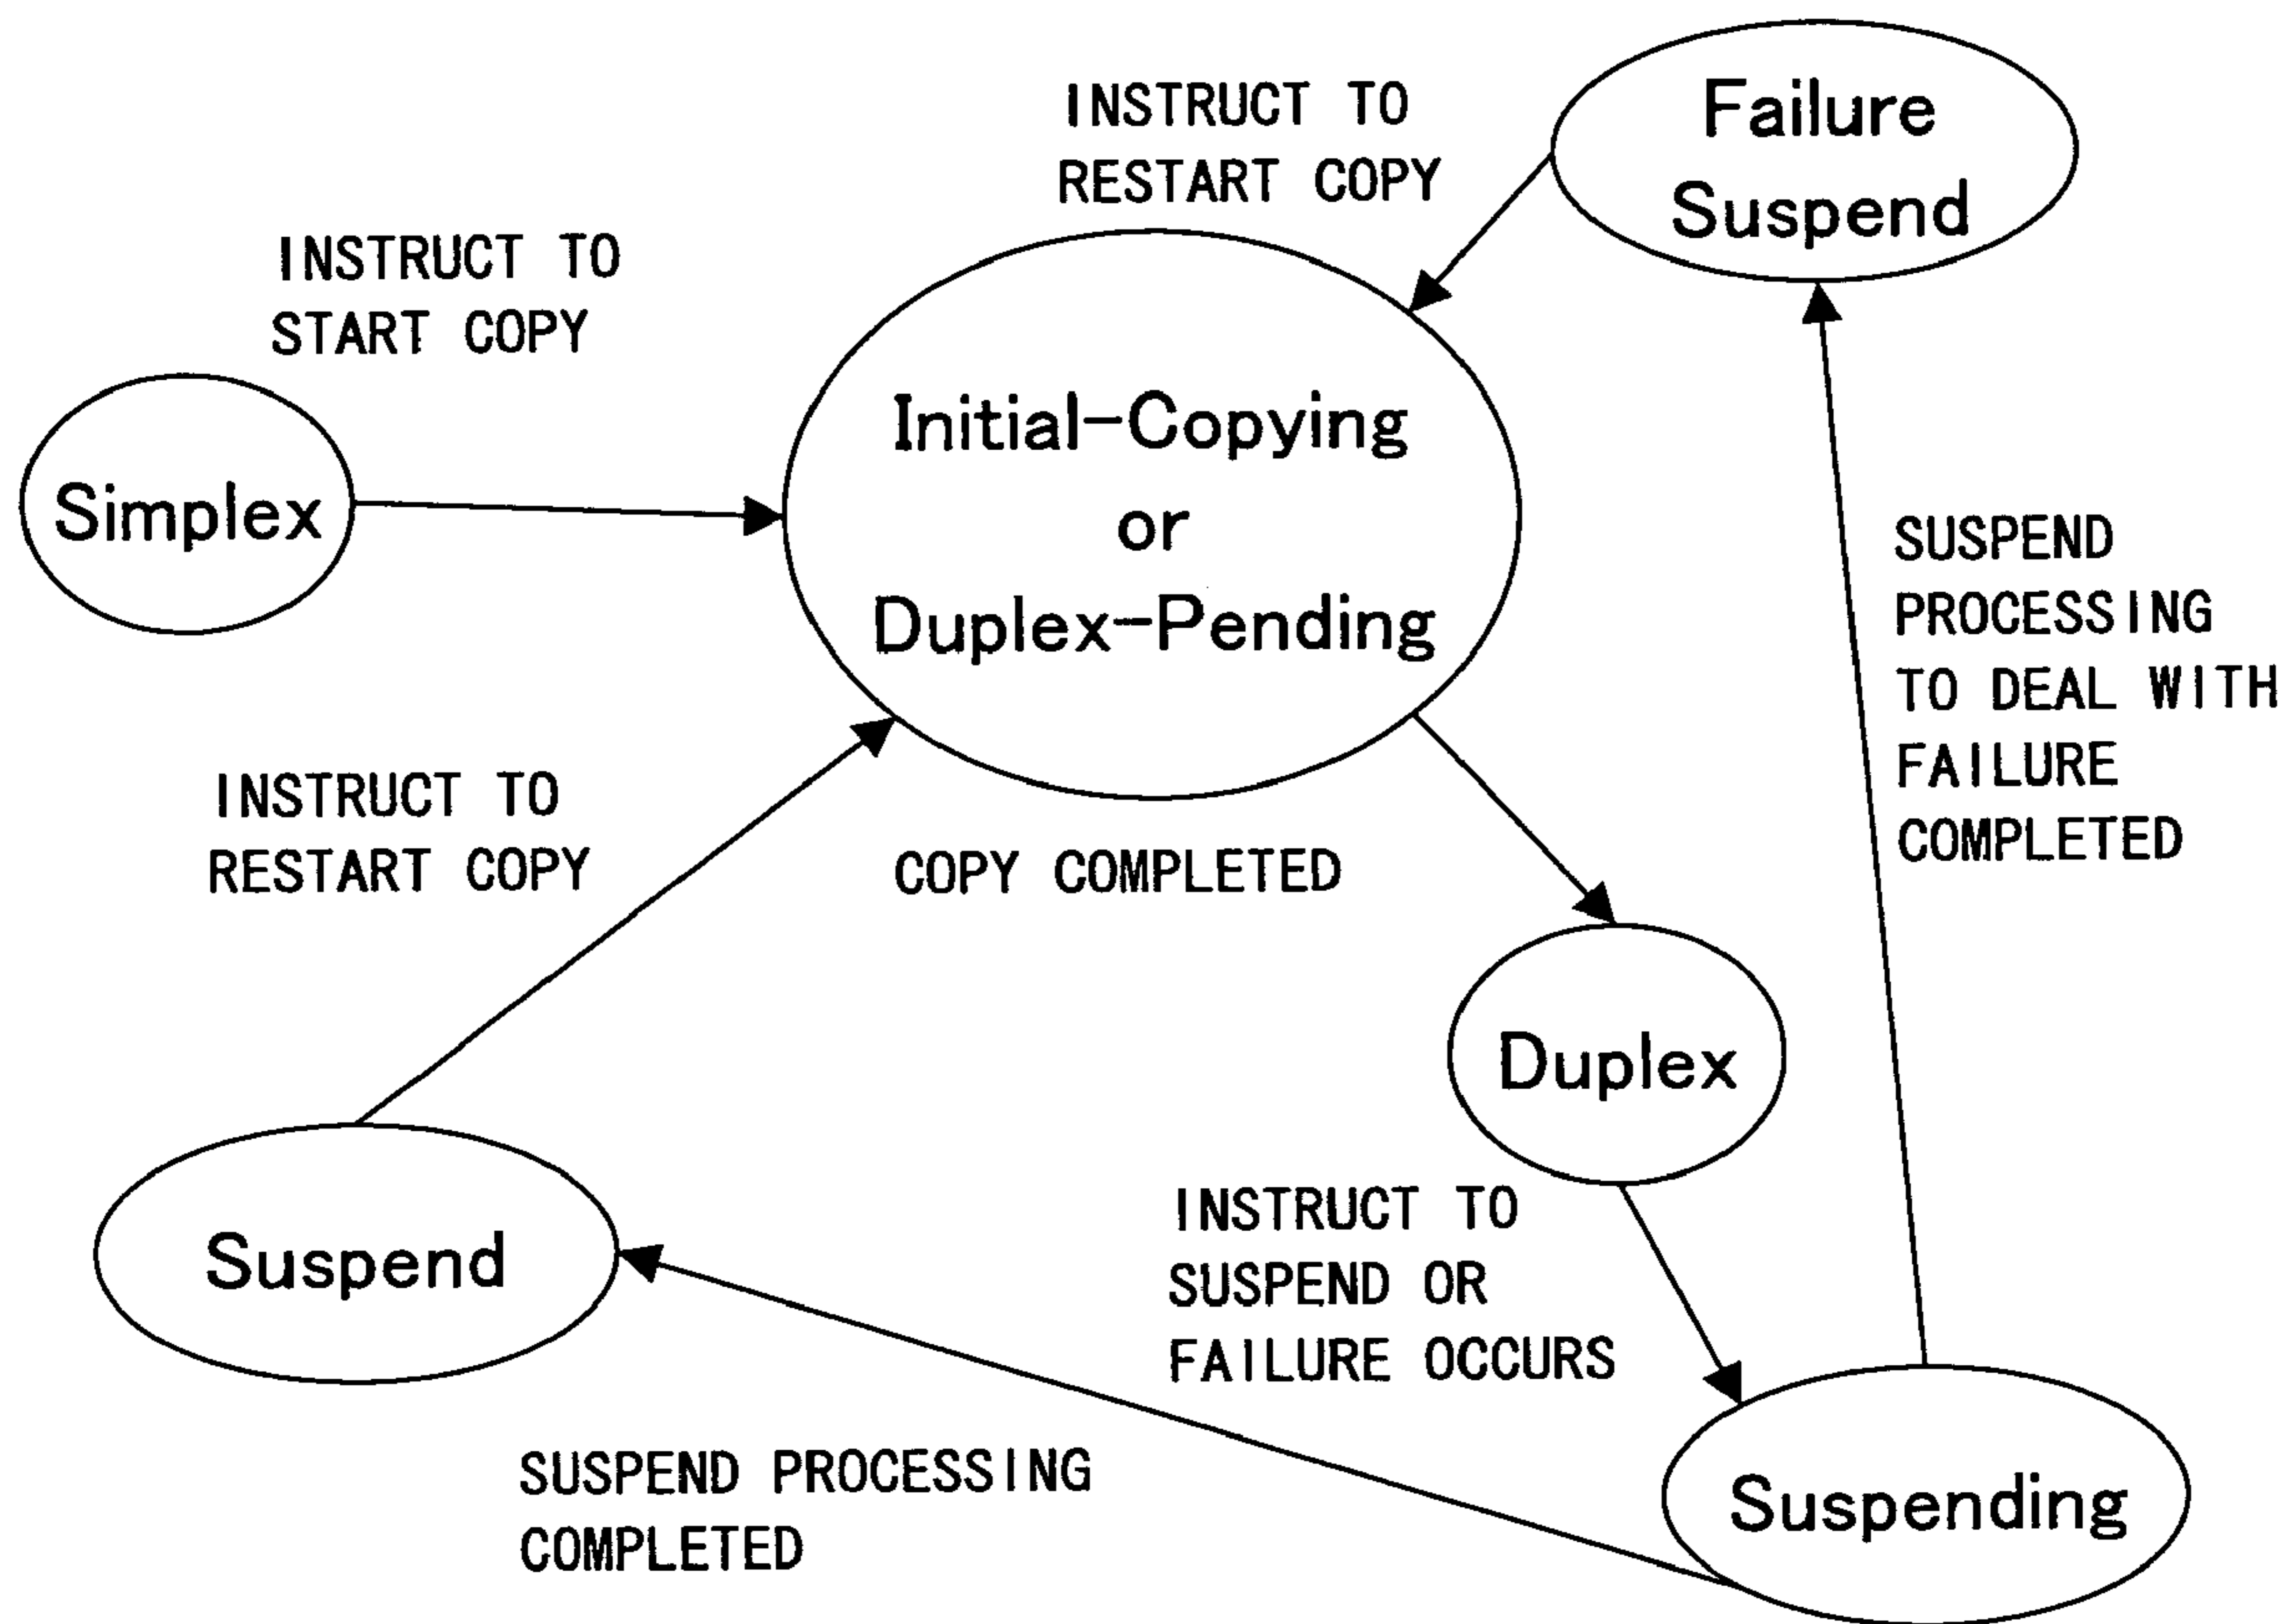 INSTRUCT TO
RESTART COPY
Failure
Suspend
INSTRUCT TO
START COPY
Simplex
Initial-Copying
or
Duplex-Pending
SUSPEND
PROCESSING
TO DEAL WITH
FAILURE
COMPLETED
INSTRUCT TO
RESTART COPY
COPY COMPLETED
Duplex
Suspend
INSTRUCT TO
SUSPEND OR
FAILURE OCCURS
SUSPEND PROCESSING
COMPLETED
Suspending